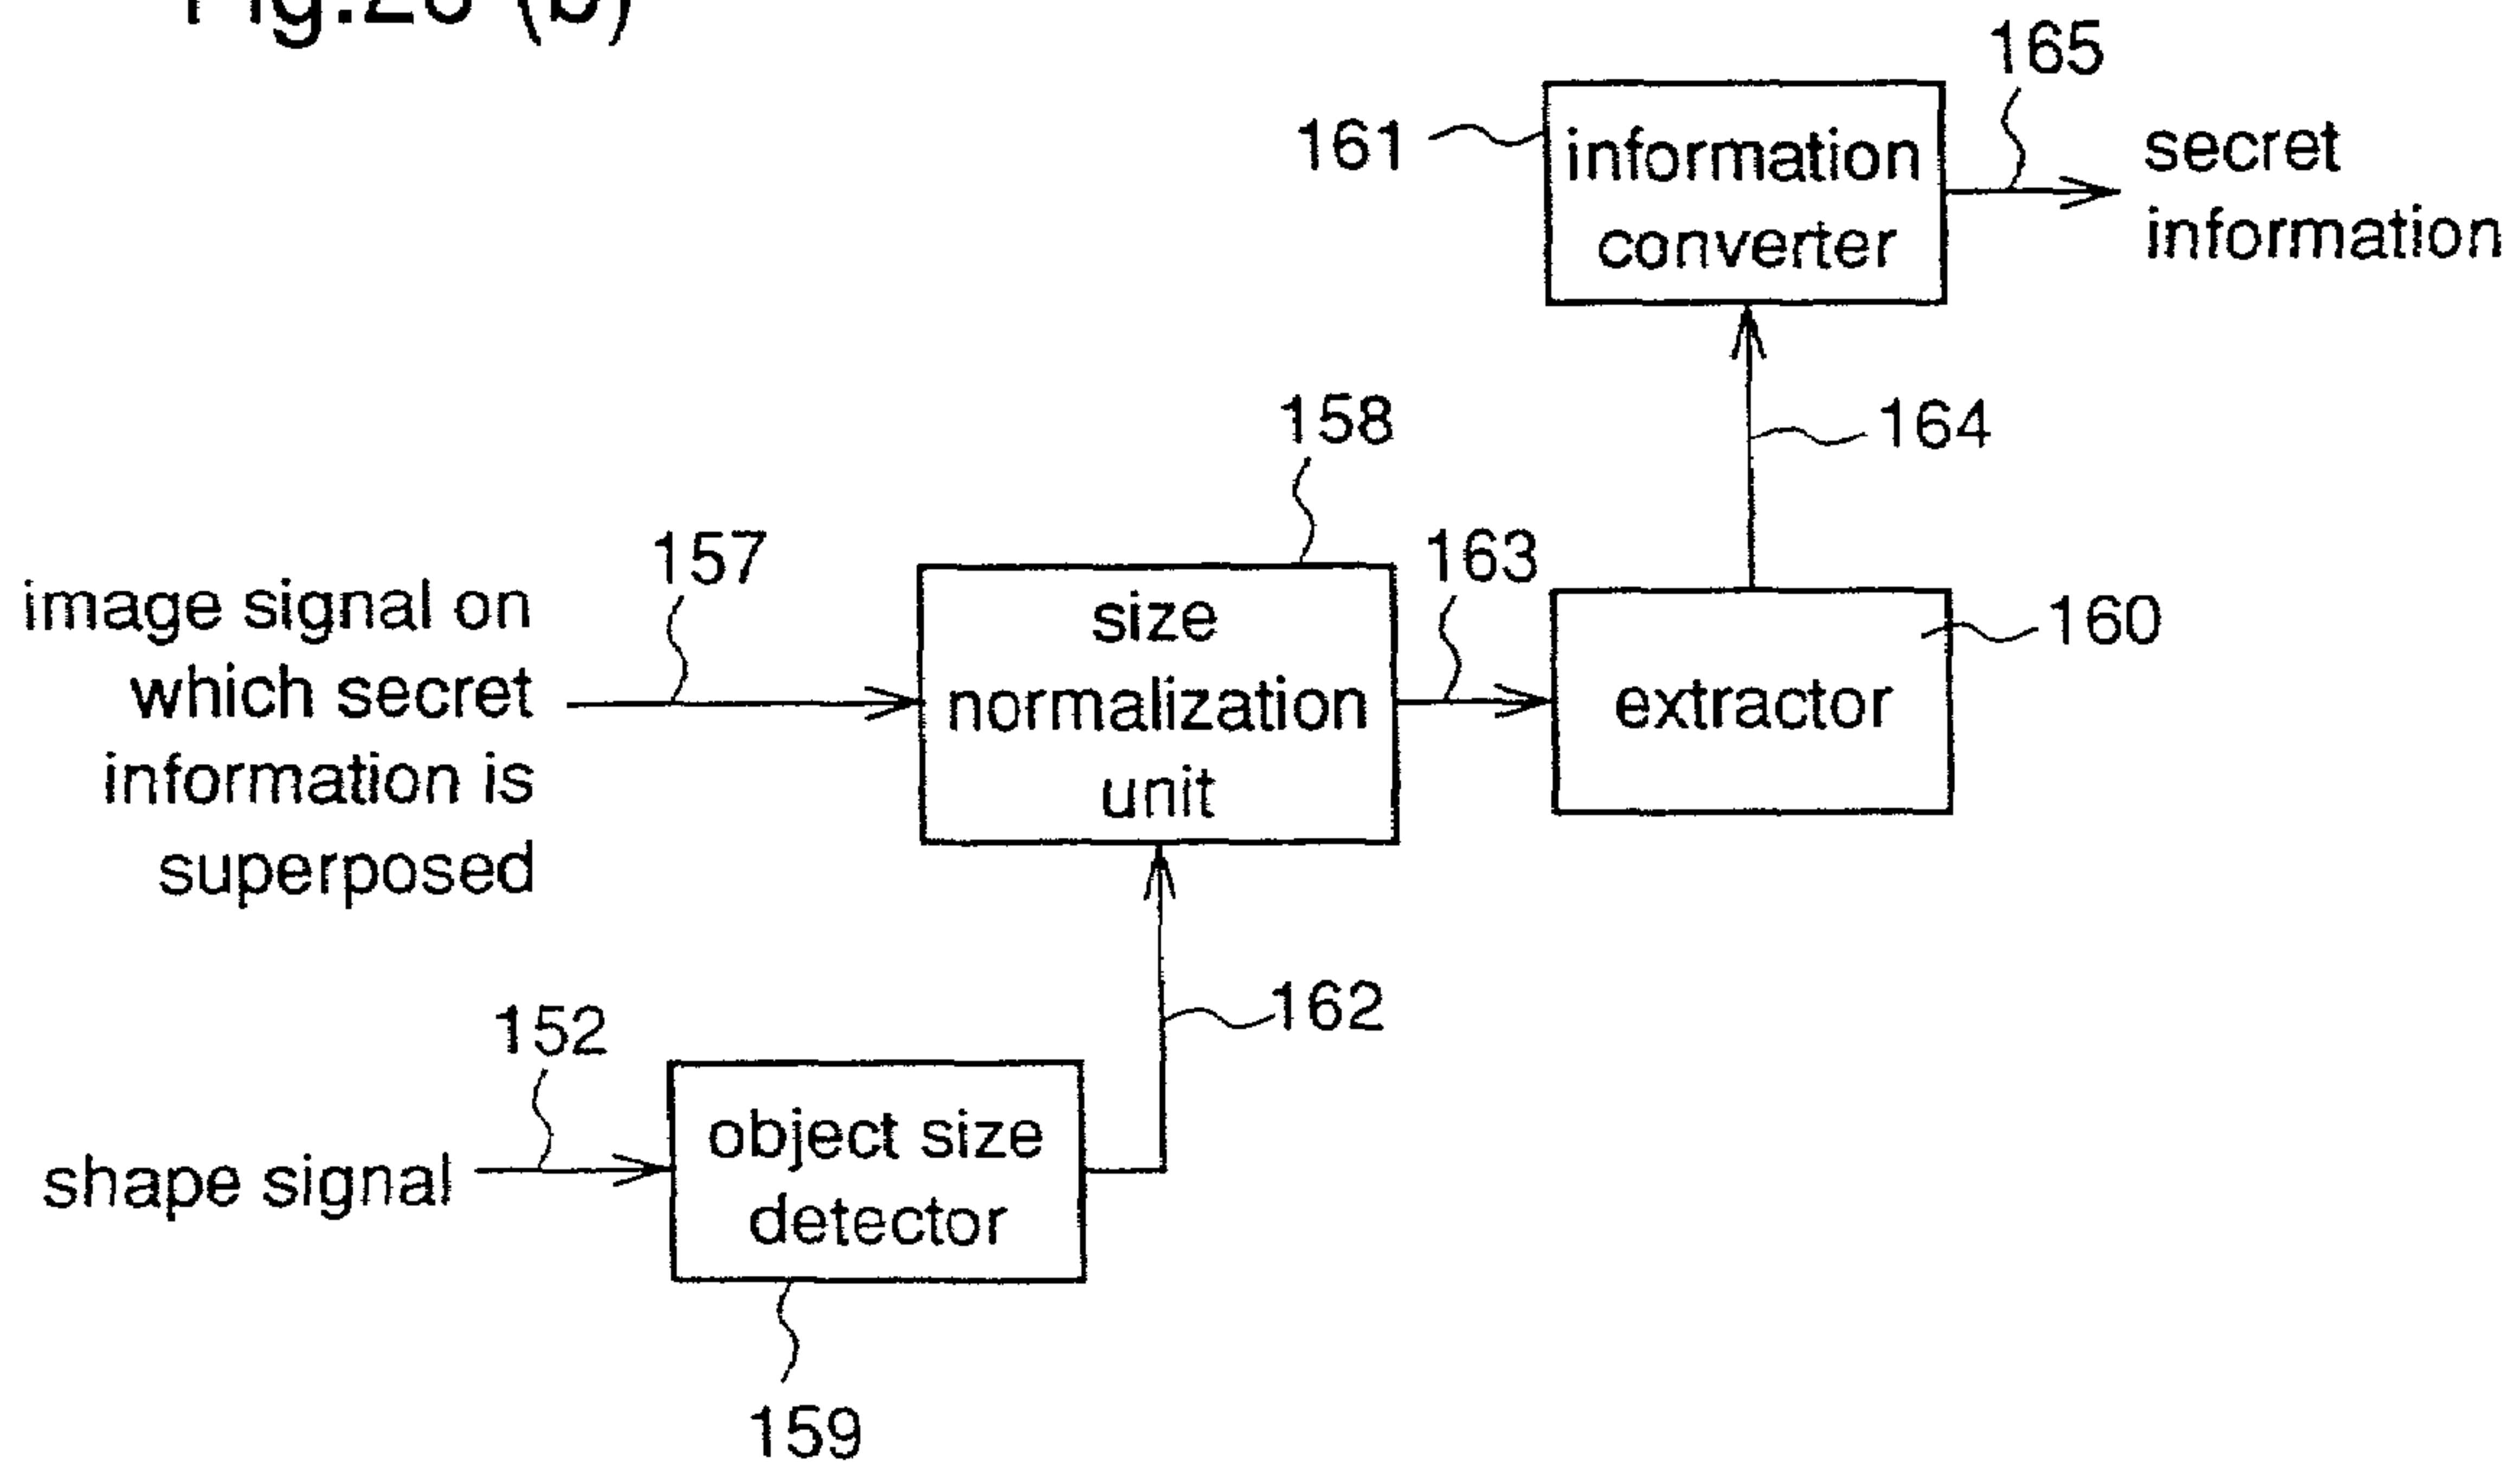 (b)
165
161
information
converter
secret
information
158
164
157
163
image signal on
which secret
information is
superposed
size
normalization
unit
160
extractor
152
162
shape signal
object size
detector
159